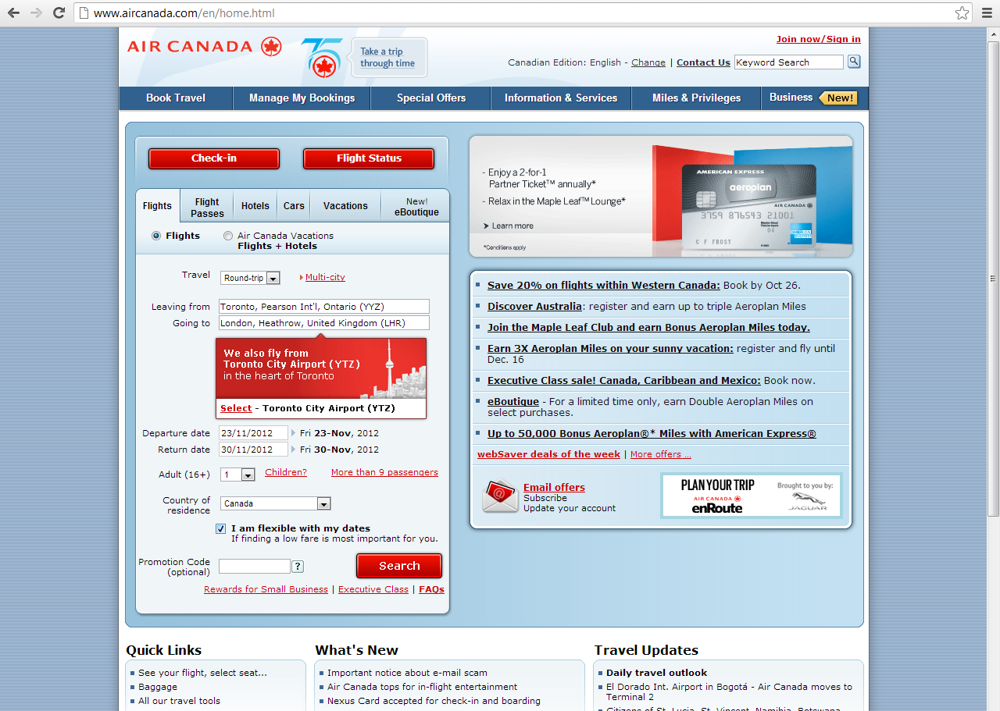 www.aircanada.com/en/home.html
AIR CANADA
75
Take a trip
through time
Join now/Sign in
Canadian Edition: English - Change | Contact Us Keyword Search
Book Travel Manage My Bookings Special Offers Information & Services Miles & Privileges Business New!
Check-in Flight Status
Flights Flight Passes Hotels Cars Vacations New! eBoutique
Flights
Air Canada Vacations
Flights + Hotels
Travel Round-trip Multi-city
Leaving from Toronto, Pearson Int'l, Ontario (YYZ)
Going to London, Heathrow, United Kingdom (LHR)
We also fly from
Toronto City Airport (YTZ)
in the heart of Toronto
Select - Toronto City Airport (YTZ)
Departure date 23/11/2012 Fri 23-Nov, 2012
Return date 30/11/2012 Fri 30-Nov, 2012
Adult (16+) 1 Children? More than 9 passengers
Country of
residence Canada
I am flexible with my dates
If finding a low fare is most important for you.
Promotion Code
(optional) ? Search
Rewards for Small Business | Executive Class | FAQs
- Enjoy a 2-for-1
Partner Ticket™ annually*
- Relax in the Maple Leaf™ Lounge*
Learn more
*Conditions apply
AMERICAN EXPRESS
aeroplan
AIR CANADA
3759 876543 21001
Member Since
04
C F FROST
AMERICAN EXPRESS
Save 20% on flights within Western Canada: Book by Oct 26.
Discover Australia: register and earn up to triple Aeroplan Miles
Join the Maple Leaf Club and earn Bonus Aeroplan Miles today.
Earn 3X Aeroplan Miles on your sunny vacation: register and fly until
Dec. 16
Executive Class sale! Canada, Caribbean and Mexico: Book now.
eBoutique - For a limited time only, earn Double Aeroplan Miles on
select purchases.
Up to 50,000 Bonus Aeroplan®* Miles with American Express®
webSaver deals of the week | More offers ...
Email offers
Subscribe
Update your account
PLAN YOUR TRIP
AIR CANADA
enRoute
Brought to you by:
JAGUAR
Quick Links
See your flight, select seat...
Baggage
All our travel tools
What's New
Important notice about e-mail scam
Air Canada tops for in-flight entertainment
Nexus Card accepted for check-in and boarding
Travel Updates
Daily travel outlook
El Dorado Int. Airport in Bogotá - Air Canada moves to
Terminal 2
Citizens of St. Lucia, St. Vincent, Namibia, Botswana,